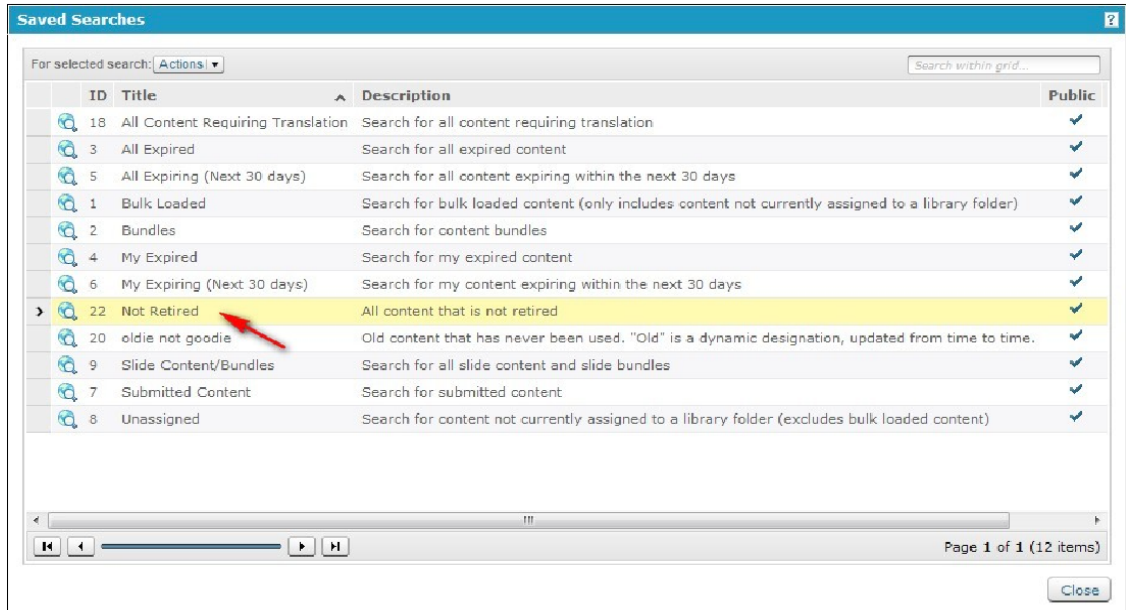 Saved Searches ?
For selected search: Actions Search within grid...
ID Title Description Public
18 All Content Requiring Translation Search for all content requiring translation
3 All Expired Search for all expired content
5 All Expiring (Next 30 days) Search for all content expiring within the next 30 days
1 Bulk Loaded Search for bulk loaded content (only includes content not currently assigned to a library folder)
2 Bundles Search for content bundles
4 My Expired Search for my expired content
6 My Expiring (Next 30 days) Search for my content expiring within the next 30 days
22 Not Retired All content that is not retired
20 oldie not goodie Old content that has never been used. "Old" is a dynamic designation, updated from time to time.
9 Slide Content/Bundles Search for all slide content and slide bundles
7 Submitted Content Search for submitted content
8 Unassigned Search for content not currently assigned to a library folder (excludes bulk loaded content)
Page 1 of 1 (12 items)
Close